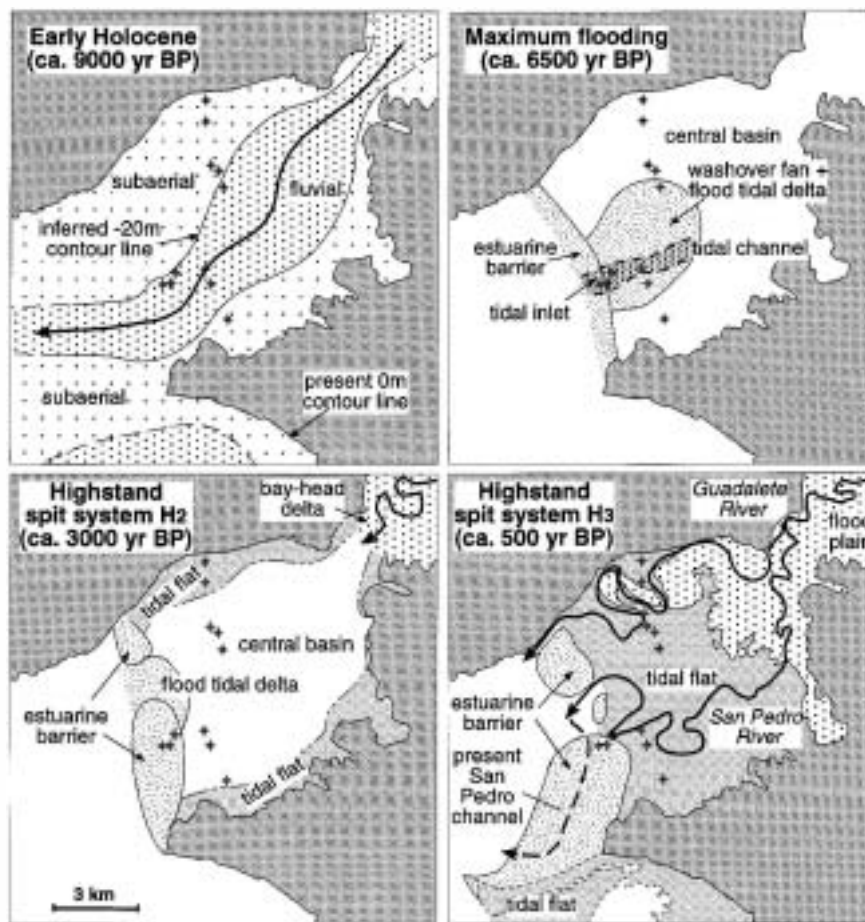 Early Holocene
(ca. 9000 yr BP)
subaerial
fluvial
inferred -20m
contour line
subaerial
present 0m
contour line
Maximum flooding
(ca. 6500 yr BP)
central basin
washover fan +
flood tidal delta
estuarine
barrier
tidal channel
tidal inlet
Highstand
spit system H2
(ca. 3000 yr BP)
bay-head
delta
tidal flat
central basin
flood tidal delta
estuarine
barrier
tidal flat
3 km
Highstand
spit system H3
(ca. 500 yr BP)
Guadalete
River
flood
plain
tidal flat
estuarine
barrier
San Pedro
River
present
San
Pedro
channel
tidal flat